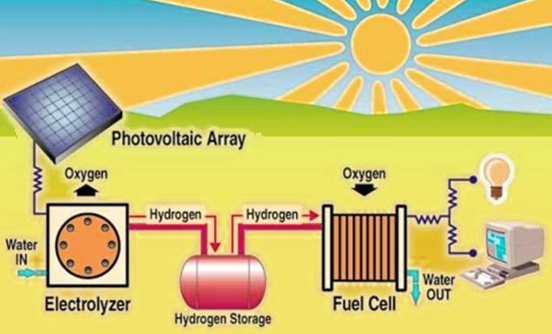 Photovoltaic Array
Oxygen
Oxygen
Hydrogen
Hydrogen
Water
IN
Electrolyzer
Hydrogen Storage
Fuel Cell
Water
OUT